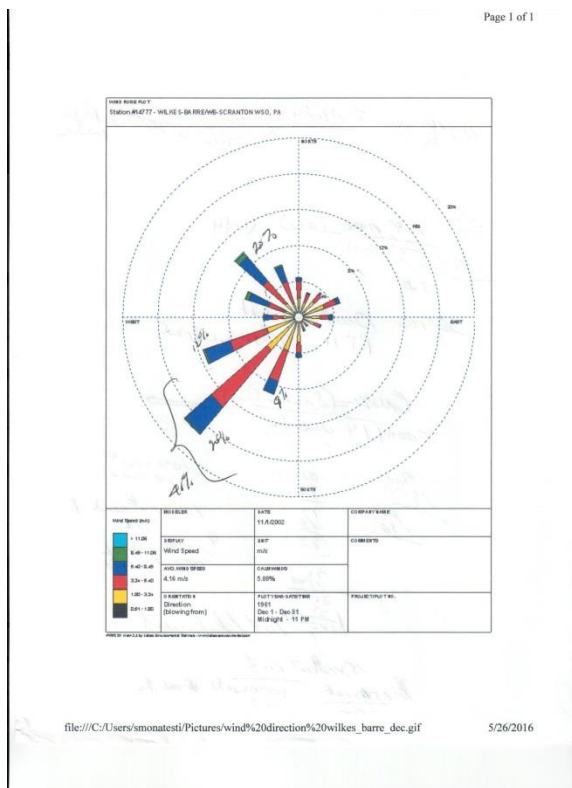 Page 1 of 1
WIND ROSE PLOT
Station #14777 - WILKES-BARRE/WB-SCRANTON WSO, PA
NORTH
20%
16%
12%
8%
20%
WEST
EAST
12%
9%
20%
41%
SOUTH
Wind Speed (m/s)
> 11.06
8.49 - 11.06
5.40 - 8.49
3.34 - 5.40
1.80 - 3.34
0.51 - 1.80
MODELER
DATE
11/1/2002
COMPANY NAME
DISPLAY
Wind Speed
UNIT
m/s
COMMENTS
AVG. WIND SPEED
4.16 m/s
CALM WINDS
5.89%
ORIENTATION
Direction
(blowing from)
PLOT YEAR-DATE-TIME
1961
Dec 1 - Dec 31
Midnight - 11 PM
PROJECT/PLOT NO.
file:///C:/Users/smonatesti/Pictures/wind%20direction%20wilkes_barre_dec.gif
5/26/2016